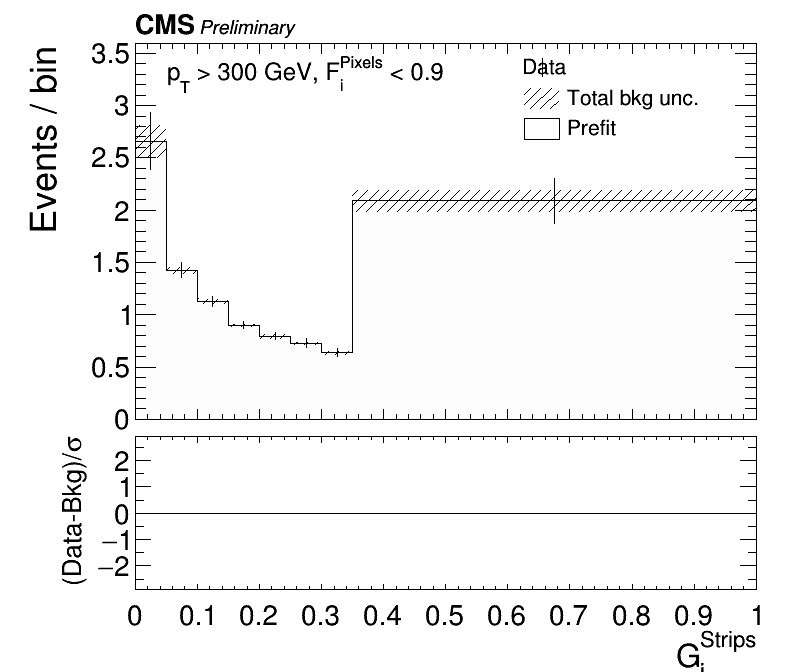 CMS Preliminary
Events / bin
3.5
3
2.5
2
1.5
1
0.5
0
p_T > 300 GeV, F_i^Pixels < 0.9
Data
Total bkg unc.
Prefit
(Data-Bkg)/σ
2
1
0
−1
−2
0 0.1 0.2 0.3 0.4 0.5 0.6 0.7 0.8 0.9 1
G_i^Strips